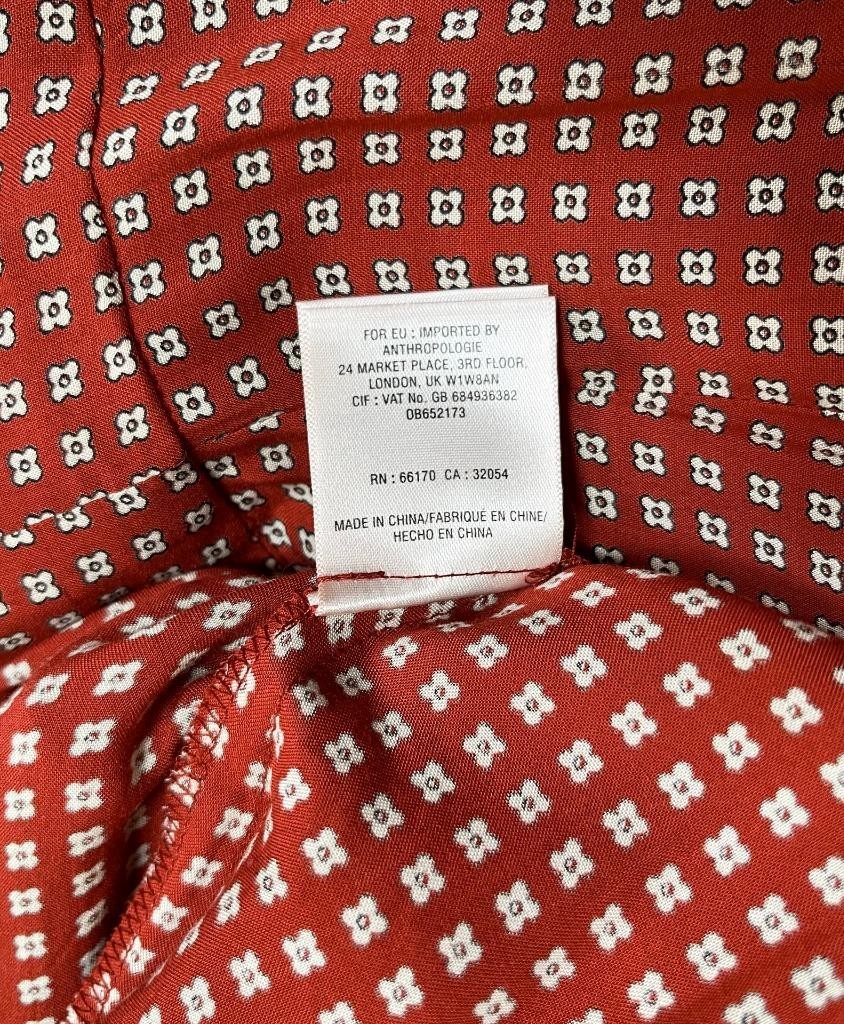 FOR EU : IMPORTED BY
ANTHROPOLOGIE
24 MARKET PLACE, 3RD FLOOR,
LONDON, UK W1W8AN
CIF : VAT No. GB 684936382
OB652173
RN : 66170 CA : 32054
MADE IN CHINA/FABRIQUÉ EN CHINE/
HECHO EN CHINA